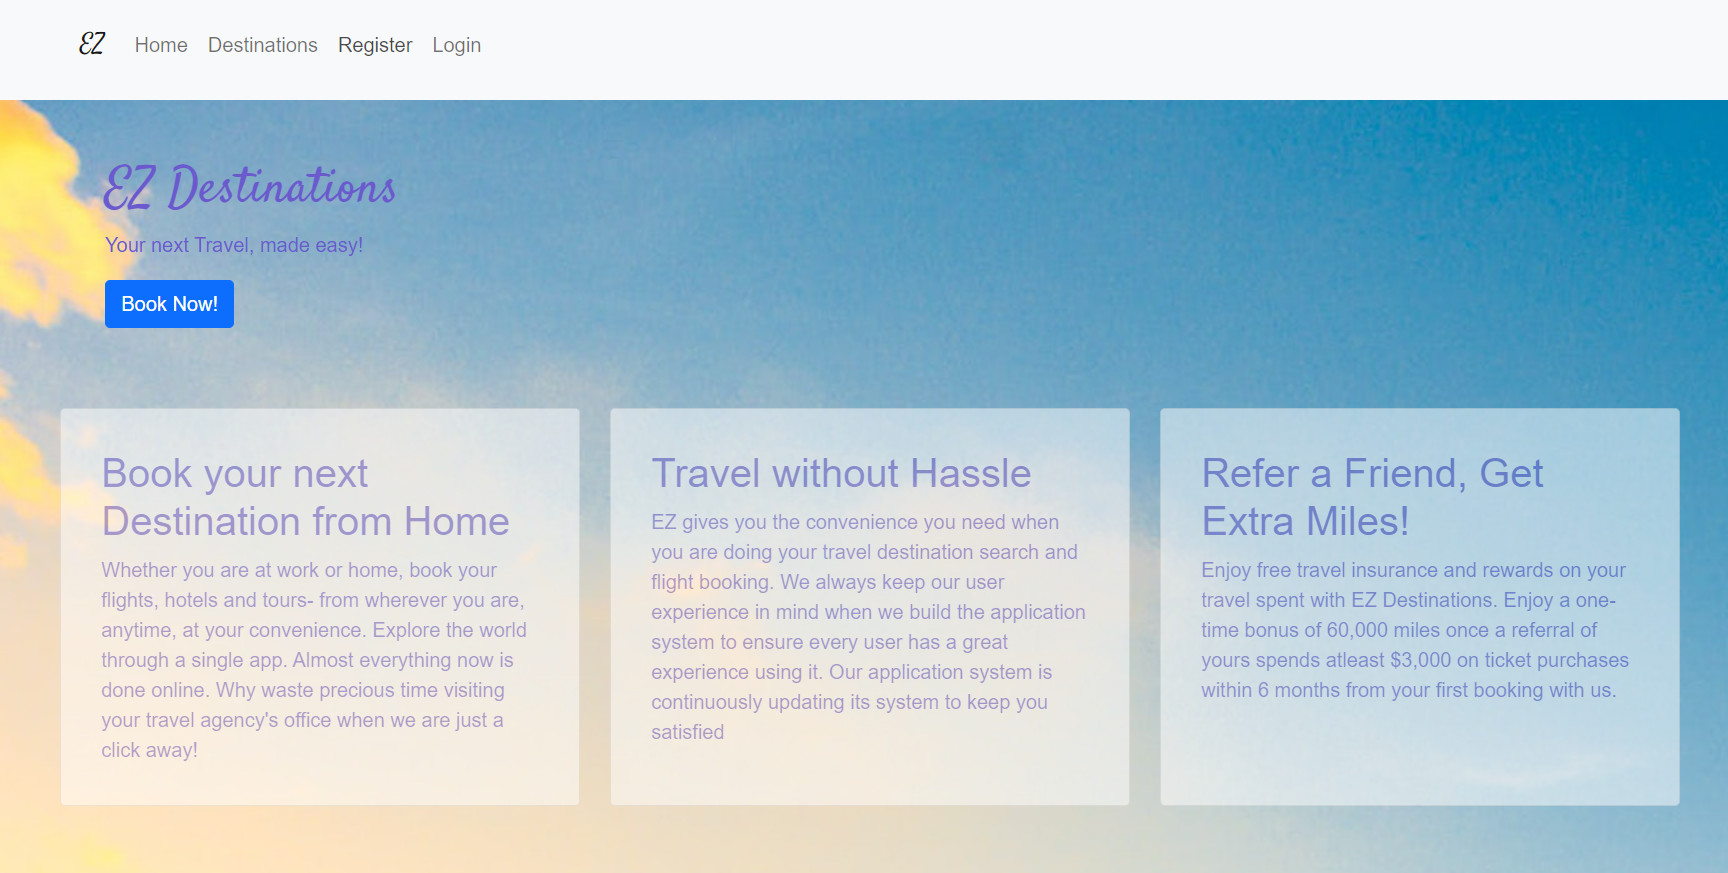 EZ Home Destinations Register Login
EZ Destinations
Your next Travel, made easy!
Book Now!
Book your next
Destination from Home
Whether you are at work or home, book your
flights, hotels and tours- from wherever you are,
anytime, at your convenience. Explore the world
through a single app. Almost everything now is
done online. Why waste precious time visiting
your travel agency's office when we are just a
click away!
Travel without Hassle
EZ gives you the convenience you need when
you are doing your travel destination search and
flight booking. We always keep our user
experience in mind when we build the application
system to ensure every user has a great
experience using it. Our application system is
continuously updating its system to keep you
satisfied
Refer a Friend, Get
Extra Miles!
Enjoy free travel insurance and rewards on your
travel spent with EZ Destinations. Enjoy a one-
time bonus of 60,000 miles once a referral of
yours spends atleast $3,000 on ticket purchases
within 6 months from your first booking with us.